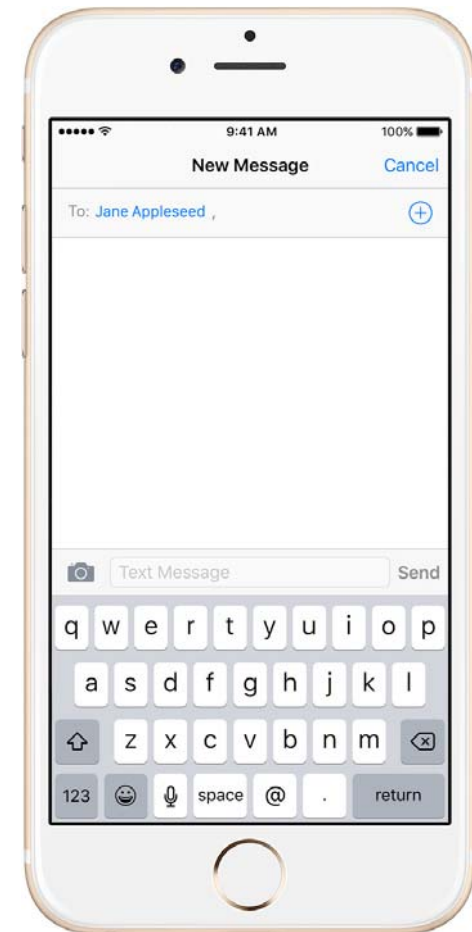 9:41 AM 100%
New Message Cancel
To: Jane Appleseed ,
Text Message Send
q w e r t y u i o p
a s d f g h j k l
z x c v b n m
123 space @ . return